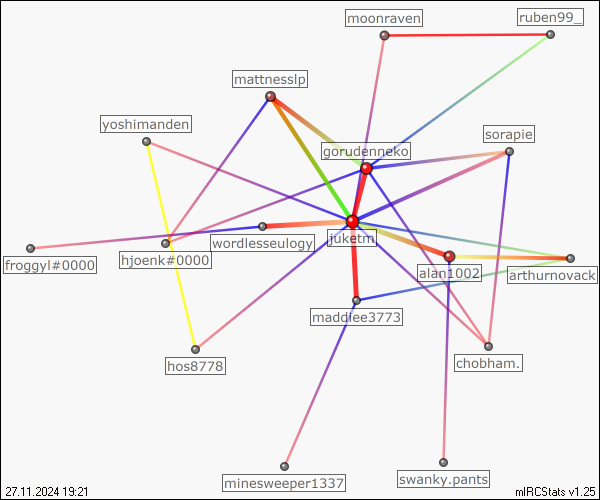 moonraven
ruben99_
mattnesslp
yoshimanden
sorapie
gorudenneko
juketm
wordlesseulogy
froggyl#0000
hjoenk#0000
alan1002
arthurnovack
maddiee3773
hos8778
chobham.
minesweeper1337
swanky.pants
27.11.2024 19:21
mIRCStats v1.25